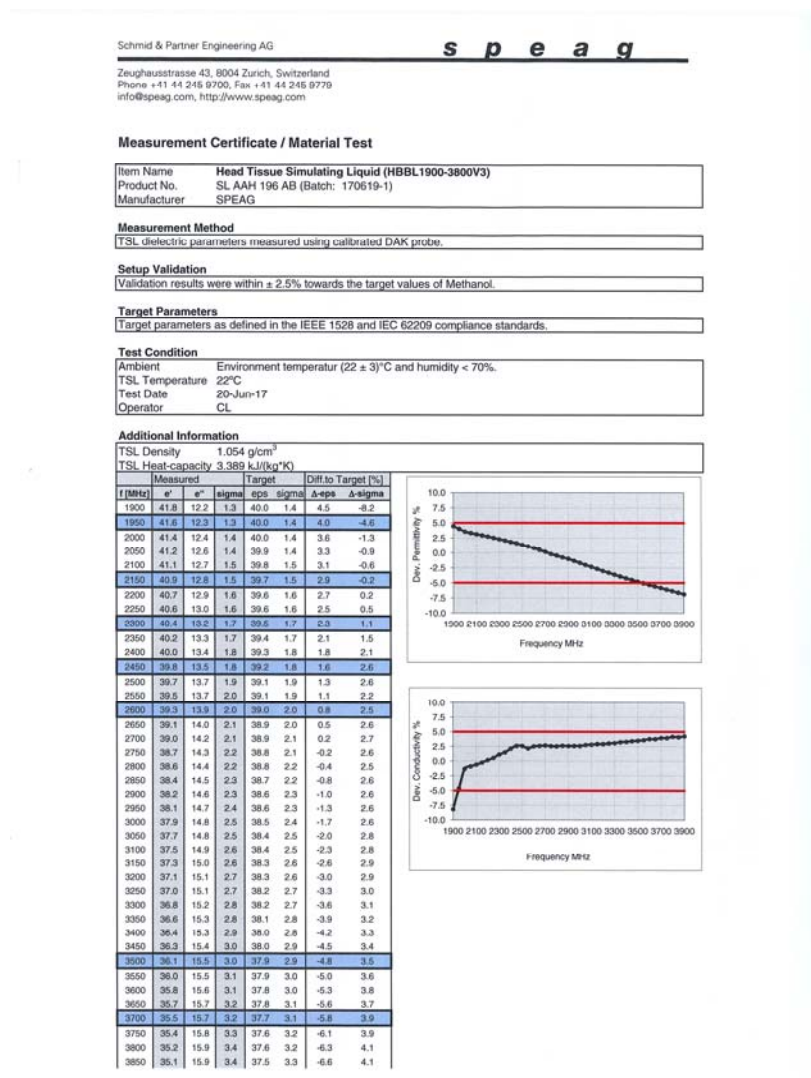 Schmid & Partner Engineering AG
s p e a g
Zeughausstrasse 43, 8004 Zurich, Switzerland
Phone +41 44 245 9700, Fax +41 44 245 9779
info@speag.com, http://www.speag.com
Measurement Certificate / Material Test
Item Name Head Tissue Simulating Liquid (HBBL1900-3800V3)
Product No. SL AAH 196 AB (Batch: 170619-1)
Manufacturer SPEAG
Measurement Method
TSL dielectric parameters measured using calibrated DAK probe.
Setup Validation
Validation results were within ± 2.5% towards the target values of Methanol.
Target Parameters
Target parameters as defined in the IEEE 1528 and IEC 62209 compliance standards.
Test Condition
Ambient Environment temperatur (22 ± 3)°C and humidity < 70%.
TSL Temperature 22°C
Test Date 20-Jun-17
Operator CL
Additional Information
TSL Density 1.054 g/cm³
TSL Heat-capacity 3.389 kJ/(kg*K)
Measured Target Diff.to Target [%]
f [MHz] e' e'' sigma eps sigma Δ-eps Δ-sigma
1900 41.8 12.2 1.3 40.0 1.4 4.5 -8.2
1950 41.6 12.3 1.3 40.0 1.4 4.0 -4.6
2000 41.4 12.4 1.4 40.0 1.4 3.6 -1.3
2050 41.2 12.6 1.4 39.9 1.4 3.3 -0.9
2100 41.1 12.7 1.5 39.8 1.5 3.1 -0.6
2150 40.9 12.8 1.5 39.7 1.5 2.9 -0.2
2200 40.7 12.9 1.6 39.6 1.6 2.7 0.2
2250 40.6 13.0 1.6 39.6 1.6 2.5 0.5
2300 40.4 13.2 1.7 39.5 1.7 2.3 1.1
2350 40.2 13.3 1.7 39.4 1.7 2.1 1.5
2400 40.0 13.4 1.8 39.3 1.8 1.8 2.1
2450 39.8 13.5 1.8 39.2 1.8 1.6 2.6
2500 39.7 13.7 1.9 39.1 1.9 1.3 2.6
2550 39.5 13.7 2.0 39.1 1.9 1.1 2.2
2600 39.3 13.9 2.0 39.0 2.0 0.8 2.5
2650 39.1 14.0 2.1 38.9 2.0 0.5 2.6
2700 39.0 14.2 2.1 38.9 2.1 0.2 2.7
2750 38.7 14.3 2.2 38.8 2.1 -0.2 2.6
2800 38.6 14.4 2.2 38.8 2.2 -0.4 2.5
2850 38.4 14.5 2.3 38.7 2.2 -0.8 2.6
2900 38.2 14.6 2.3 38.6 2.3 -1.0 2.6
2950 38.1 14.7 2.4 38.6 2.3 -1.3 2.6
3000 37.9 14.8 2.5 38.5 2.4 -1.7 2.6
3050 37.7 14.8 2.5 38.4 2.5 -2.0 2.8
3100 37.5 14.9 2.6 38.4 2.5 -2.3 2.8
3150 37.3 15.0 2.6 38.3 2.6 -2.6 2.9
3200 37.1 15.1 2.7 38.3 2.6 -3.0 2.9
3250 37.0 15.1 2.7 38.2 2.7 -3.3 3.0
3300 36.8 15.2 2.8 38.2 2.7 -3.6 3.1
3350 36.6 15.3 2.8 38.1 2.8 -3.9 3.2
3400 36.4 15.3 2.9 38.0 2.8 -4.2 3.3
3450 36.3 15.4 3.0 38.0 2.9 -4.5 3.4
3500 36.1 15.5 3.0 37.9 2.9 -4.8 3.5
3550 36.0 15.5 3.1 37.9 3.0 -5.0 3.6
3600 35.8 15.6 3.1 37.8 3.0 -5.3 3.8
3650 35.7 15.7 3.2 37.8 3.1 -5.6 3.7
3700 35.5 15.7 3.2 37.7 3.1 -5.8 3.9
3750 35.4 15.8 3.3 37.6 3.2 -6.1 3.9
3800 35.2 15.9 3.4 37.6 3.2 -6.3 4.1
3850 35.1 15.9 3.4 37.5 3.3 -6.6 4.1
Dev. Permittivity %
10.0
7.5
5.0
2.5
0.0
-2.5
-5.0
-7.5
-10.0
1900 2100 2300 2500 2700 2900 3100 3300 3500 3700 3900
Frequency MHz
Dev. Conductivity %
10.0
7.5
5.0
2.5
0.0
-2.5
-5.0
-7.5
-10.0
1900 2100 2300 2500 2700 2900 3100 3300 3500 3700 3900
Frequency MHz